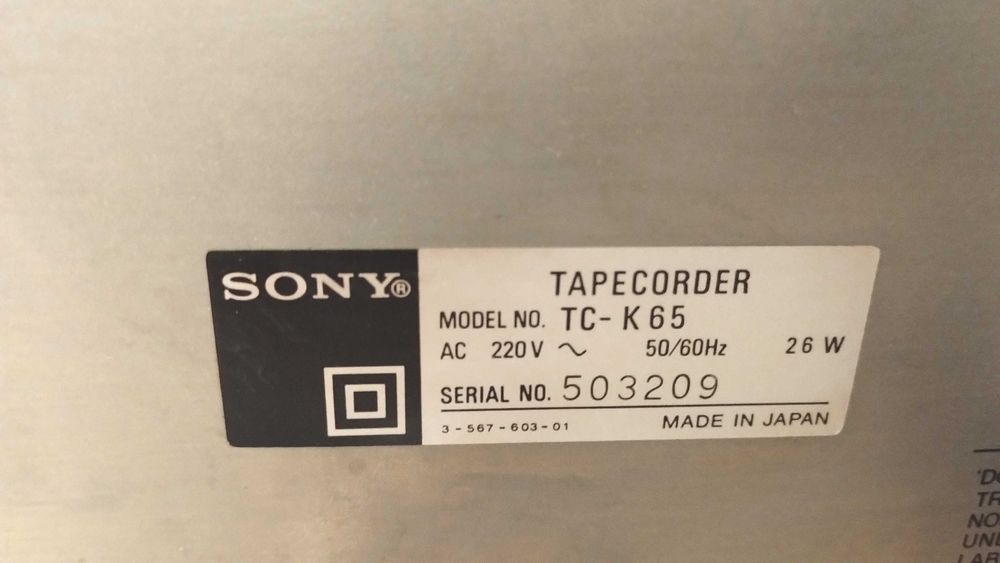 SONY®
TAPECORDER
MODEL NO. TC-K65
AC 220V ~ 50/60Hz 26 W
SERIAL NO. 503209
3-567-603-01 MADE IN JAPAN